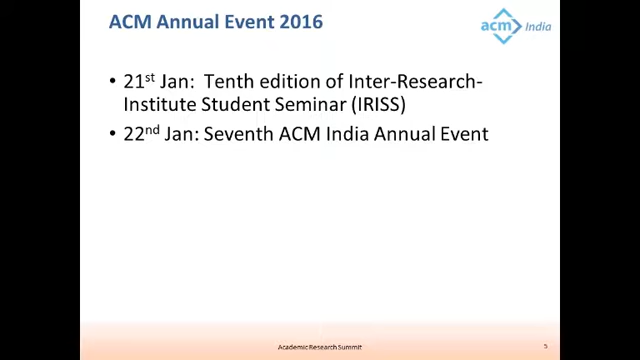 ACM Annual Event 2016
acm India
• 21st Jan: Tenth edition of Inter-Research-
Institute Student Seminar (IRISS)
• 22nd Jan: Seventh ACM India Annual Event
Academic Research Summit
5